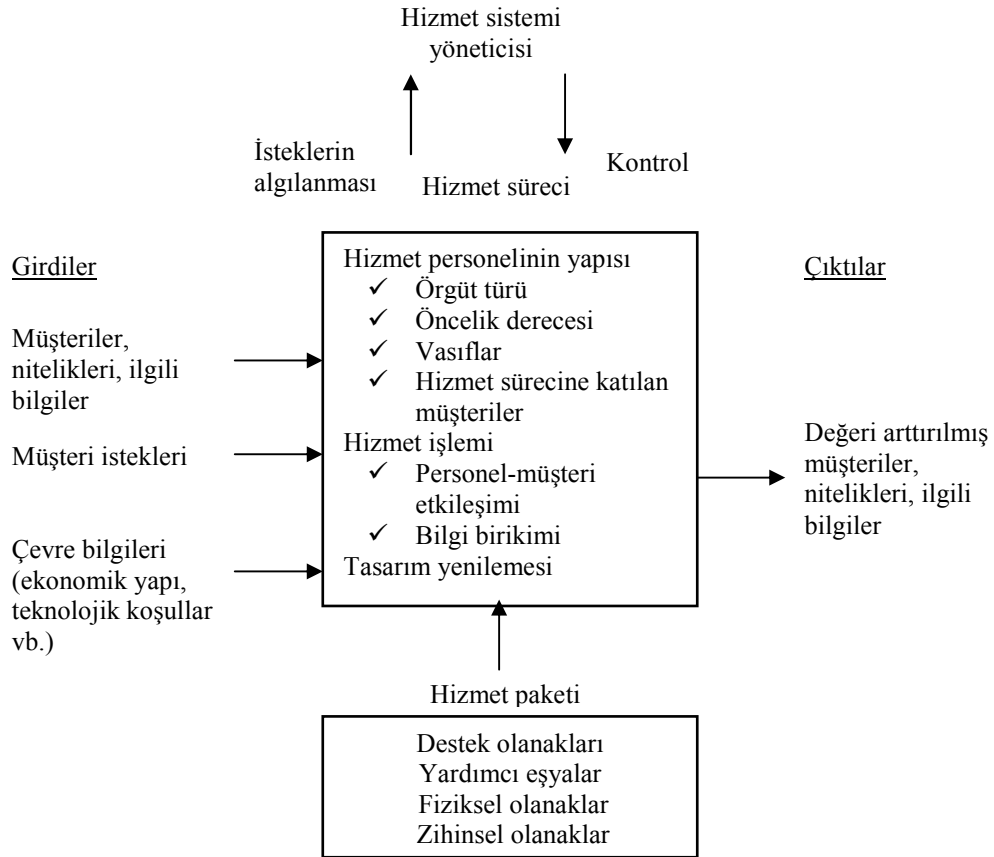 Hizmet sistemi
yöneticisi
İsteklerin
algılanması
Kontrol
Hizmet süreci
Girdiler
Müşteriler,
nitelikleri, ilgili
bilgiler
Müşteri istekleri
Çevre bilgileri
(ekonomik yapı,
teknolojik koşullar
vb.)
Hizmet personelinin yapısı
✓ Örgüt türü
✓ Öncelik derecesi
✓ Vasıflar
✓ Hizmet sürecine katılan
müşteriler
Hizmet işlemi
✓ Personel-müşteri
etkileşimi
✓ Bilgi birikimi
Tasarım yenilemesi
Çıktılar
Değeri arttırılmış
müşteriler,
nitelikleri, ilgili
bilgiler
Hizmet paketi
Destek olanakları
Yardımcı eşyalar
Fiziksel olanaklar
Zihinsel olanaklar